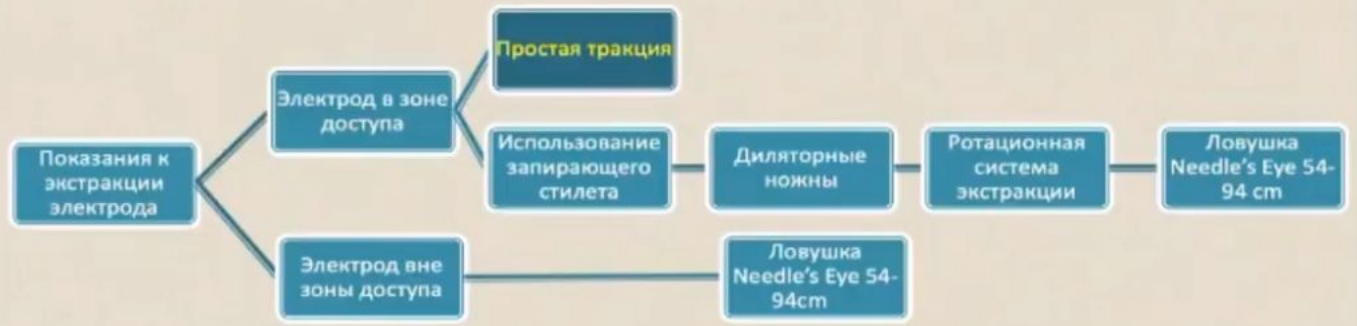 Простая тракция
Электрод в зоне
доступа
Показания к
экстракции
электрода
Использование
запирающего
стилета
Диляторные
ножны
Ротационная
система
экстракции
Ловушка
Needle's Eye 54-
94 cm
Электрод вне
зоны доступа
Ловушка
Needle's Eye 54-
94cm